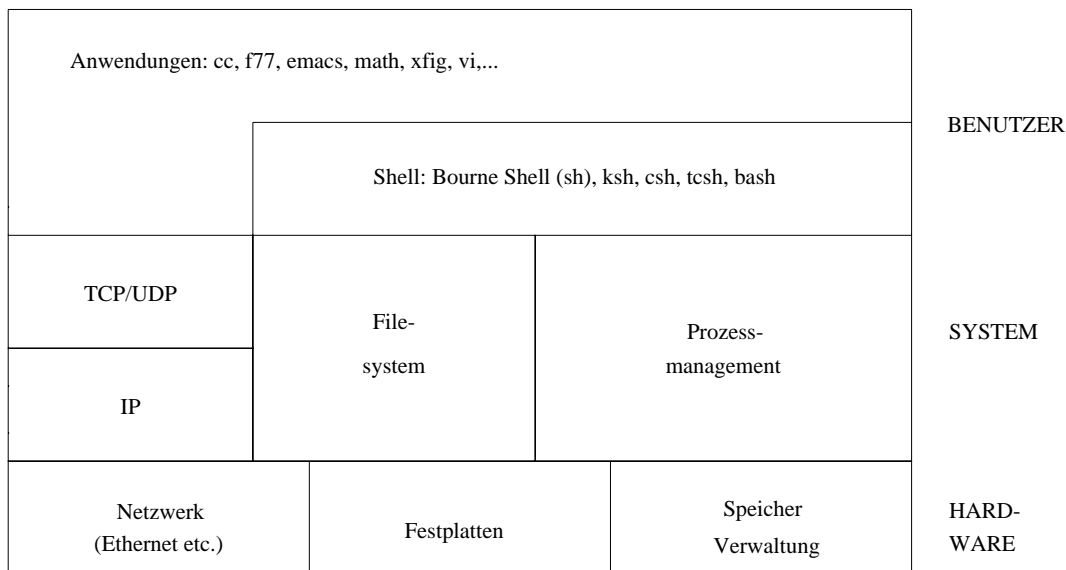 Anwendungen: cc, f77, emacs, math, xfig, vi,...
BENUTZER
Shell: Bourne Shell (sh), ksh, csh, tcsh, bash
TCP/UDP
IP
File-
system
Prozess-
management
SYSTEM
Netzwerk
(Ethernet etc.)
Festplatten
Speicher
Verwaltung
HARD-
WARE